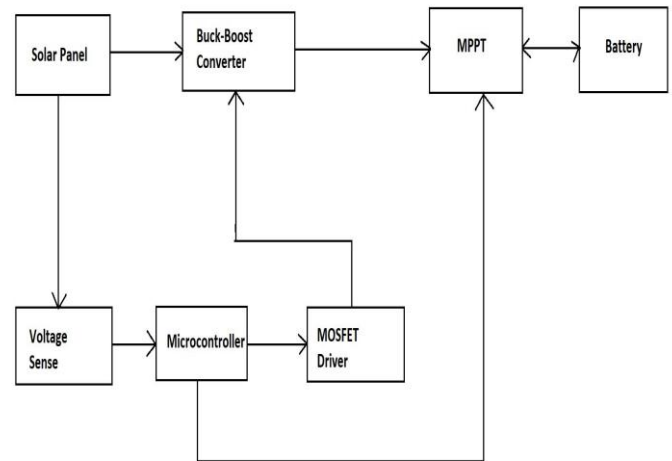 Solar Panel
Buck-Boost
Converter
MPPT
Battery
Voltage
Sense
Microcontroller
MOSFET
Driver